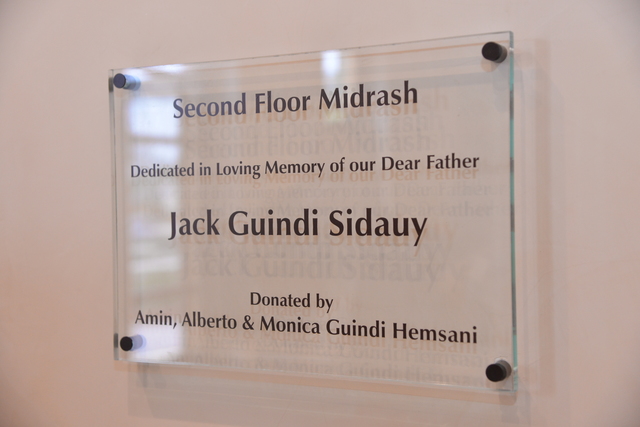 Second Floor Midrash
Dedicated in Loving Memory of our Dear Father
Jack Guindi Sidauy
Donated by
Amin, Alberto & Monica Guindi Hemsani